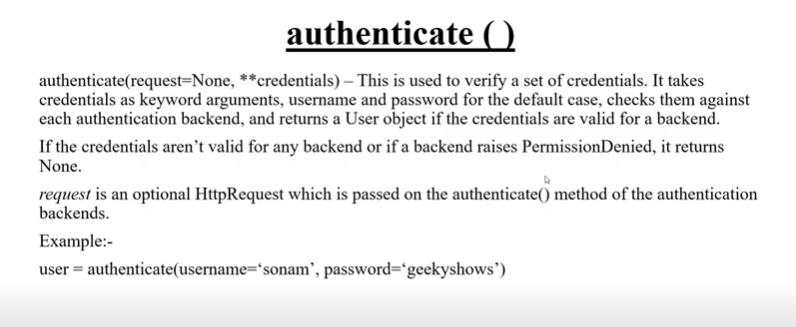 authenticate ( )
authenticate(request=None, **credentials) – This is used to verify a set of credentials. It takes
credentials as keyword arguments, username and password for the default case, checks them against
each authentication backend, and returns a User object if the credentials are valid for a backend.
If the credentials aren’t valid for any backend or if a backend raises PermissionDenied, it returns
None.
request is an optional HttpRequest which is passed on the authenticate() method of the authentication
backends.
Example:-
user = authenticate(username=‘sonam’, password=‘geekyshows’)